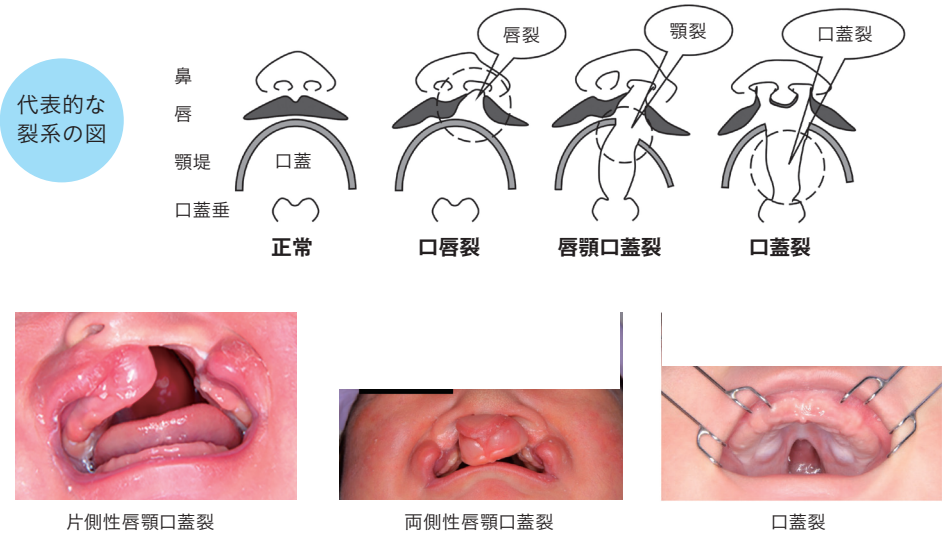 代表的な
裂系の図
鼻
唇
顎堤
口蓋垂
口蓋
唇裂
顎裂
口蓋裂
正常
口唇裂
唇顎口蓋裂
口蓋裂
片側性唇顎口蓋裂
両側性唇顎口蓋裂
口蓋裂